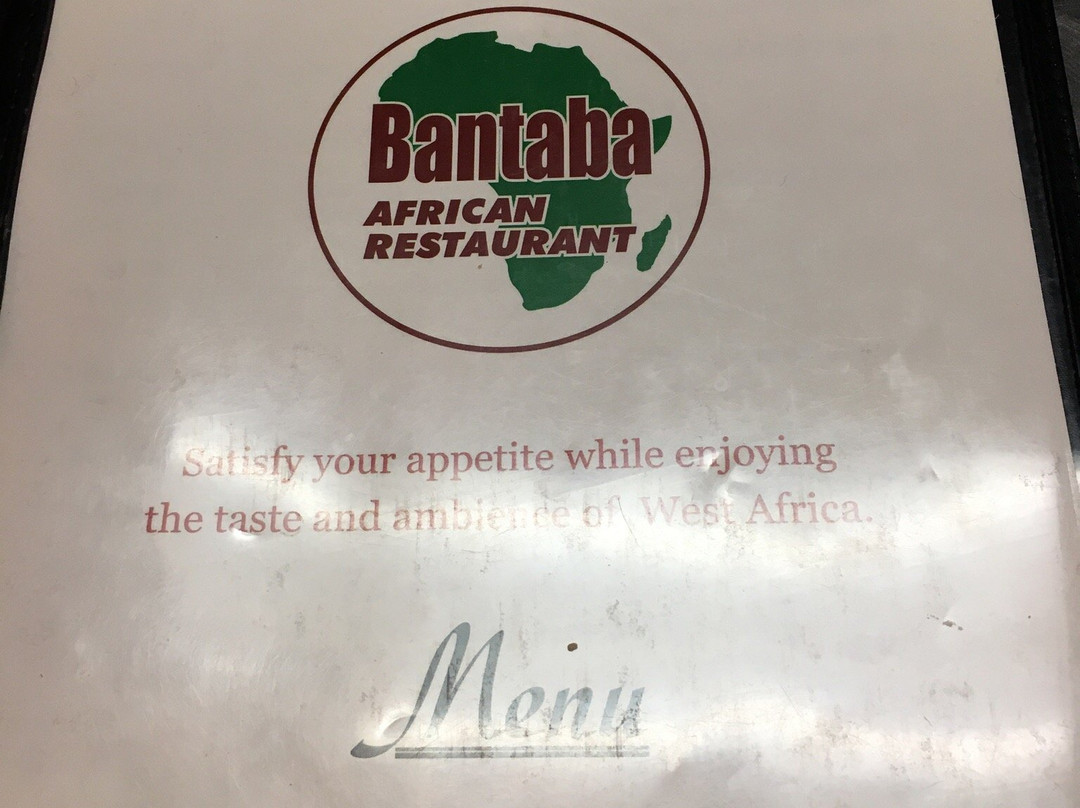 Bantaba
AFRICAN
RESTAURANT
Satisfy your appetite while enjoying
the taste and ambience of West Africa.
Menu